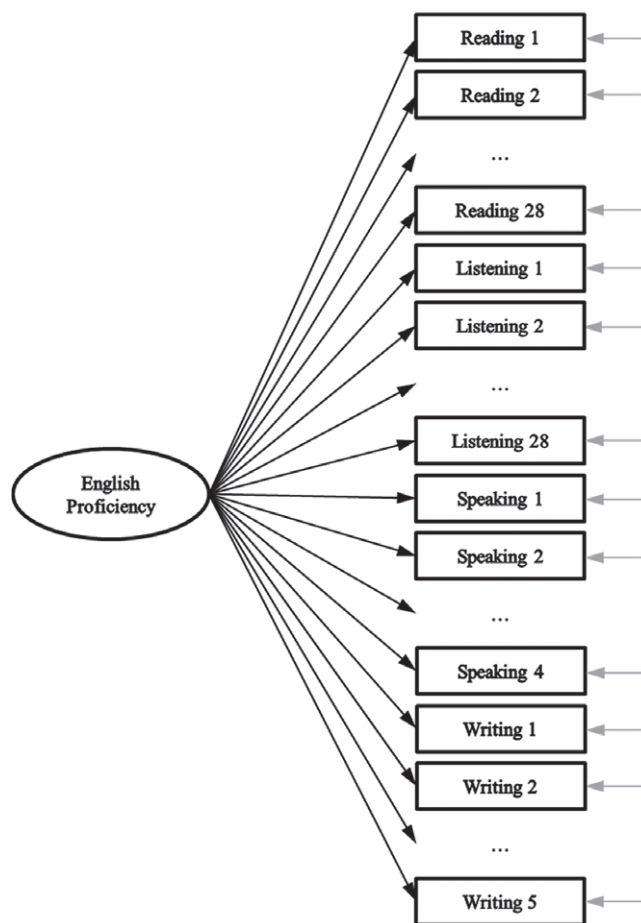 Reading 1
Reading 2
...
Reading 28
Listening 1
Listening 2
...
Listening 28
English
Proficiency
Speaking 1
Speaking 2
...
Speaking 4
Writing 1
Writing 2
...
Writing 5